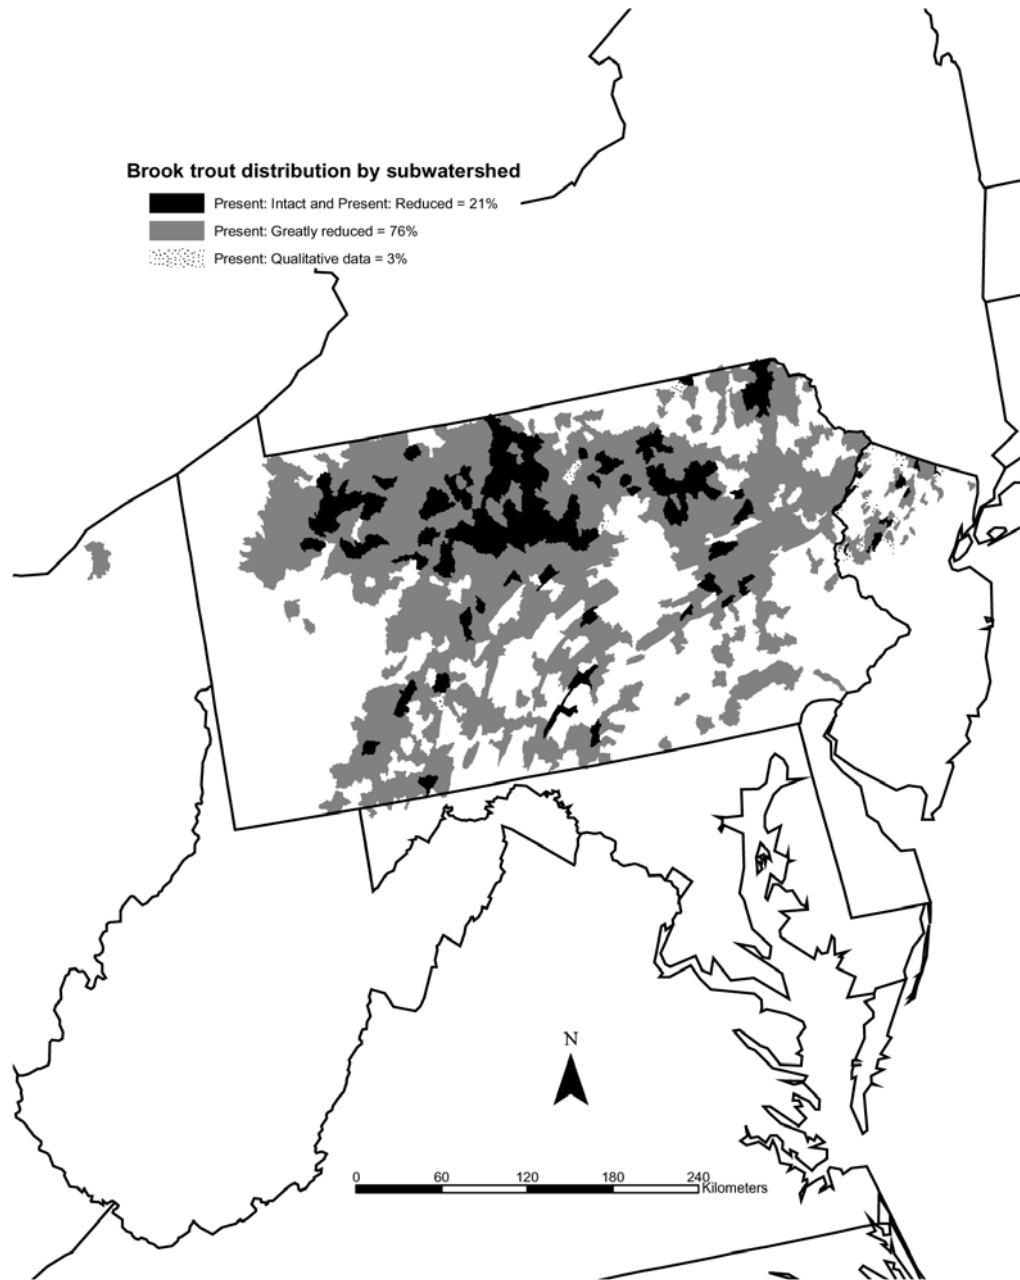 Brook trout distribution by subwatershed
Present: Intact and Present: Reduced = 21%
Present: Greatly reduced = 76%
Present: Qualitative data = 3%
N
0 60 120 180 240
Kilometers